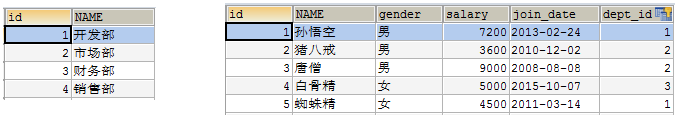 id NAME
1 开发部
2 市场部
3 财务部
4 销售部
id NAME gender salary join_date dept_id
1 孙悟空 男 7200 2013-02-24 1
2 猪八戒 男 3600 2010-12-02 2
3 唐僧 男 9000 2008-08-08 2
4 白骨精 女 5000 2015-10-07 3
5 蜘蛛精 女 4500 2011-03-14 1